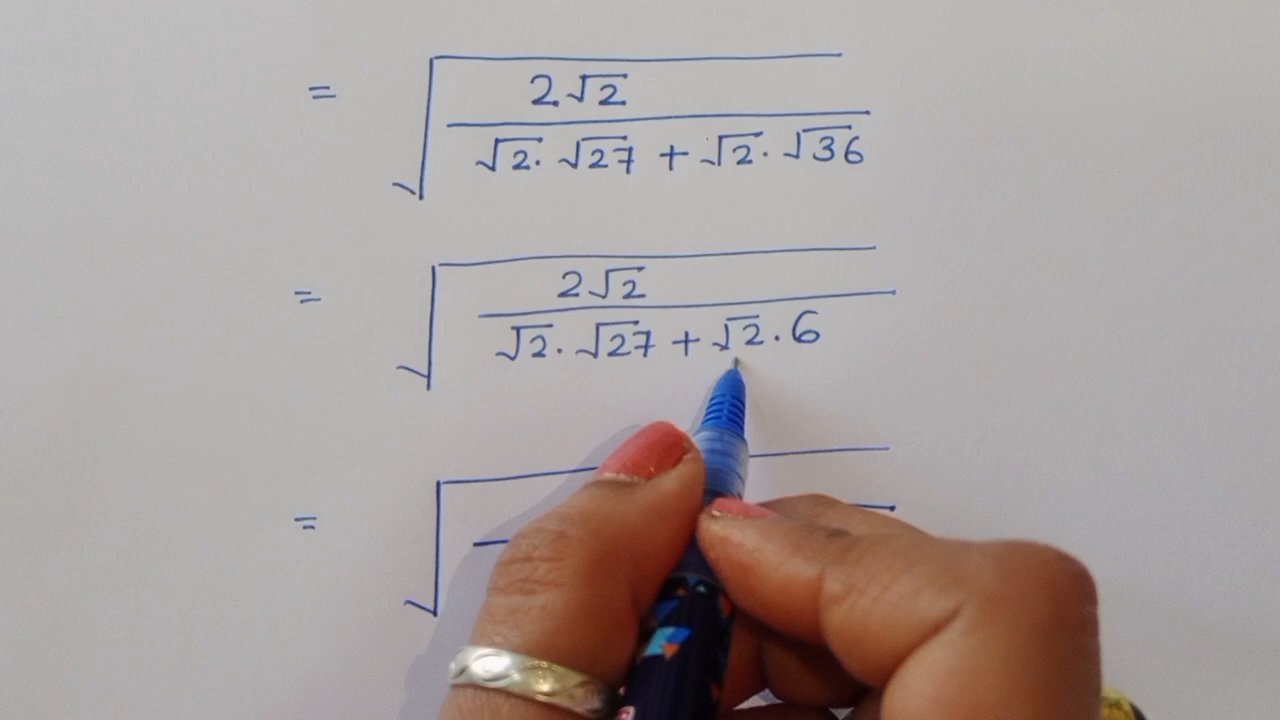 = √(2√2 / (√2 · √27 + √2 · √36))
= √(2√2 / (√2 · √27 + √2 · 6))
= √